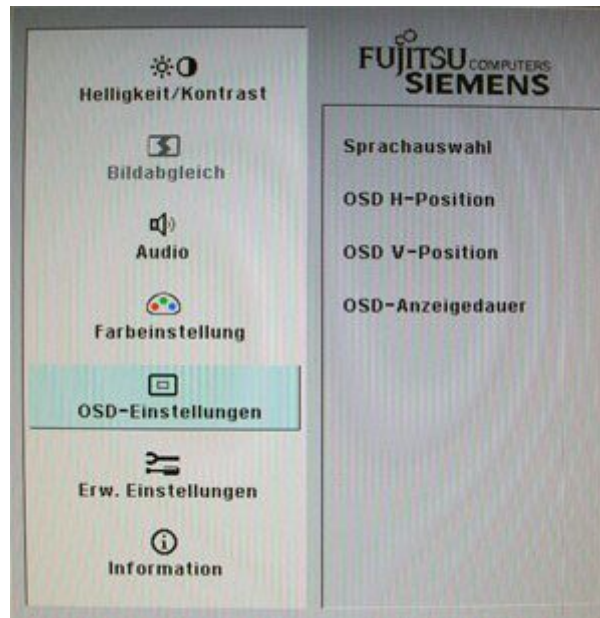 Helligkeit/Kontrast
Bildabgleich
Audio
Farbeinstellung
OSD-Einstellungen
Erw. Einstellungen
Information
FUJITSU COMPUTERS
SIEMENS
Sprachauswahl
OSD H-Position
OSD V-Position
OSD-Anzeigedauer